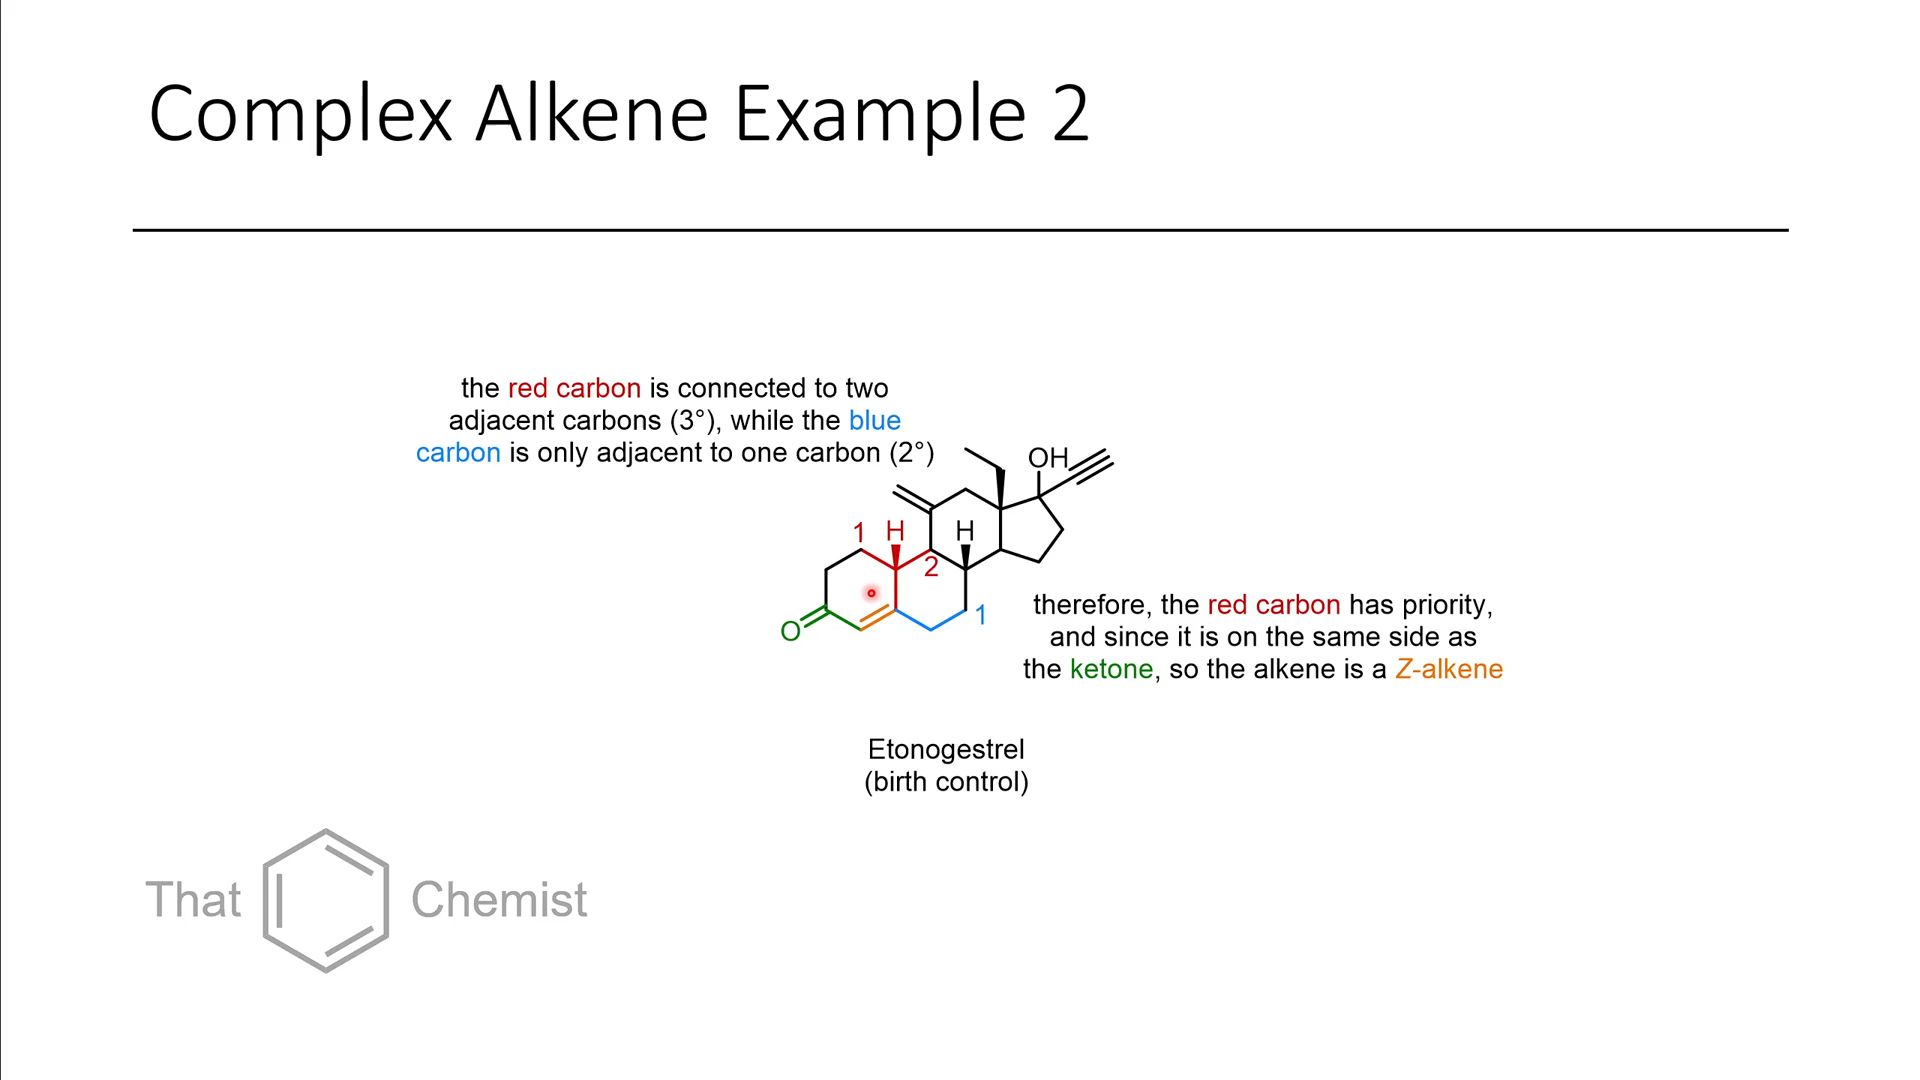 Complex Alkene Example 2
the red carbon is connected to two
adjacent carbons (3°), while the blue
carbon is only adjacent to one carbon (2°)
OH
1
H
H
2
O
1
therefore, the red carbon has priority,
and since it is on the same side as
the ketone, so the alkene is a Z-alkene
Etonogestrel
(birth control)
That Chemist